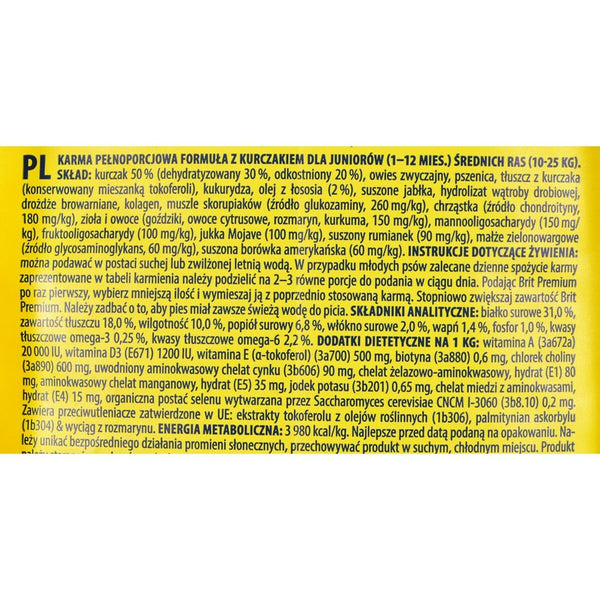 PL KARMA PEŁNOPORCJOWA FORMUŁA Z KURCZAKIEM DLA JUNIORÓW (1–12 MIES.) ŚREDNICH RAS (10-25 KG).
SKŁAD: kurczak 50 % (dehydratyzowany 30 %, odkostniony 20 %), owies zwyczajny, pszenica, tłuszcz z kurczaka
(konserwowany mieszanką tokoferoli), kukurydza, olej z łososia (2 %), suszone jabłka, hydrolizat wątroby drobiowej,
drożdże browarniane, kolagen, muszle skorupiaków (źródło glukozaminy, 260 mg/kg), chrząstka (źródło chondroityny,
180 mg/kg), zioła i owoce (goździki, owoce cytrusowe, rozmaryn, kurkuma, 150 mg/kg), mannooligosacharydy (150 mg/
kg), fruktooligosacharydy (100 mg/kg), jukka Mojave (100 mg/kg), suszony rumianek (90 mg/kg), małże zielonowargowe
(źródło glycosaminoglykans, 60 mg/kg), suszona borówka amerykańska (60 mg/kg). INSTRUKCJE DOTYCZĄCE ŻYWIENIA:
można podawać w postaci suchej lub zwilżonej letnią wodą. W przypadku młodych psów zalecane dzienne spożycie karmy
zaprezentowane w tabeli karmienia należy podzielić na 2–3 równe porcje do podania w ciągu dnia. Podając Brit Premium
po raz pierwszy, wybierz mniejszą ilość i wymieszaj ją z poprzednio stosowaną karmą. Stopniowo zwiększaj zawartość Brit
Premium. Należy zadbać o to, aby pies miał zawsze świeżą wodę do picia. SKŁADNIKI ANALITYCZNE: białko surowe 31,0 %,
zawartość tłuszczu 18,0 %, wilgotność 10,0 %, popiół surowy 6,8 %, włókno surowe 2,0 %, wapń 1,4 %, fosfor 1,0 %, kwasy
tłuszczowe omega-3 0,25 %, kwasy tłuszczowe omega-6 2,2 %. DODATKI DIETETYCZNE NA 1 KG: witamina A (3a672a)
20 000 IU, witamina D3 (E671) 1200 IU, witamina E (α-tokoferol) (3a700) 500 mg, biotyna (3a880) 0,6 mg, chlorek choliny
(3a890) 600 mg, uwodniony aminokwasowy chelat cynku (3b606) 90 mg, chelat żelazowo-aminokwasowy, hydrat (E1) 80
mg, aminokwasowy chelat manganowy, hydrat (E5) 35 mg, jodek potasu (3b201) 0,65 mg, chelat miedzi z aminokwasami,
hydrat (E4) 15 mg, organiczna postać selenu wytwarzana przez Saccharomyces cerevisiae CNCM I-3060 (3b8.10) 0,2 mg.
Zawiera przeciwutleniacze zatwierdzone w UE: ekstrakty tokoferolu z olejów roślinnych (1b306), palmitynian askorbylu
(1b304) & wyciąg z rozmarynu. ENERGIA METABOLICZNA: 3 980 kcal/kg. Najlepsze przed datą podaną na opakowaniu. Na-
leży unikać bezpośredniego działania promieni słonecznych, przechowywać produkt w suchym, chłodnym miejscu. Produkt